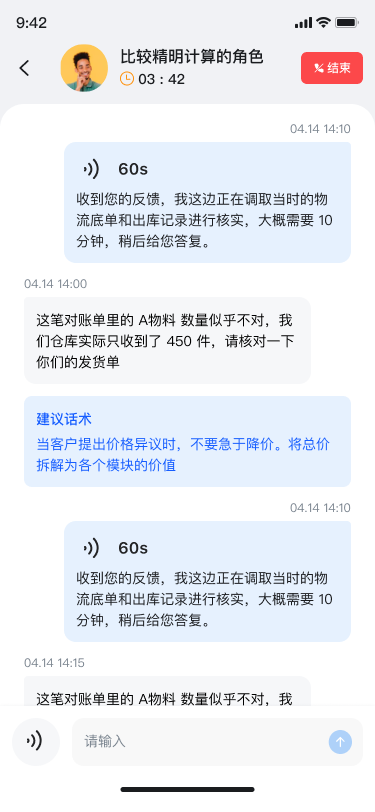 9:42
比较精明计算的角色
03 : 42
结束
04.14 14:10
60s
收到您的反馈，我这边正在调取当时的物
流底单和出库记录进行核实，大概需要 10
分钟，稍后给您答复。
04.14 14:00
这笔对账单里的 A物料 数量似乎不对，我
们仓库实际只收到了 450 件，请核对一下
你们的发货单
建议话术
当客户提出价格异议时，不要急于降价。将总价
拆解为各个模块的价值
04.14 14:10
60s
收到您的反馈，我这边正在调取当时的物
流底单和出库记录进行核实，大概需要 10
分钟，稍后给您答复。
04.14 14:15
这笔对账单里的 A物料 数量似乎不对，我
请输入